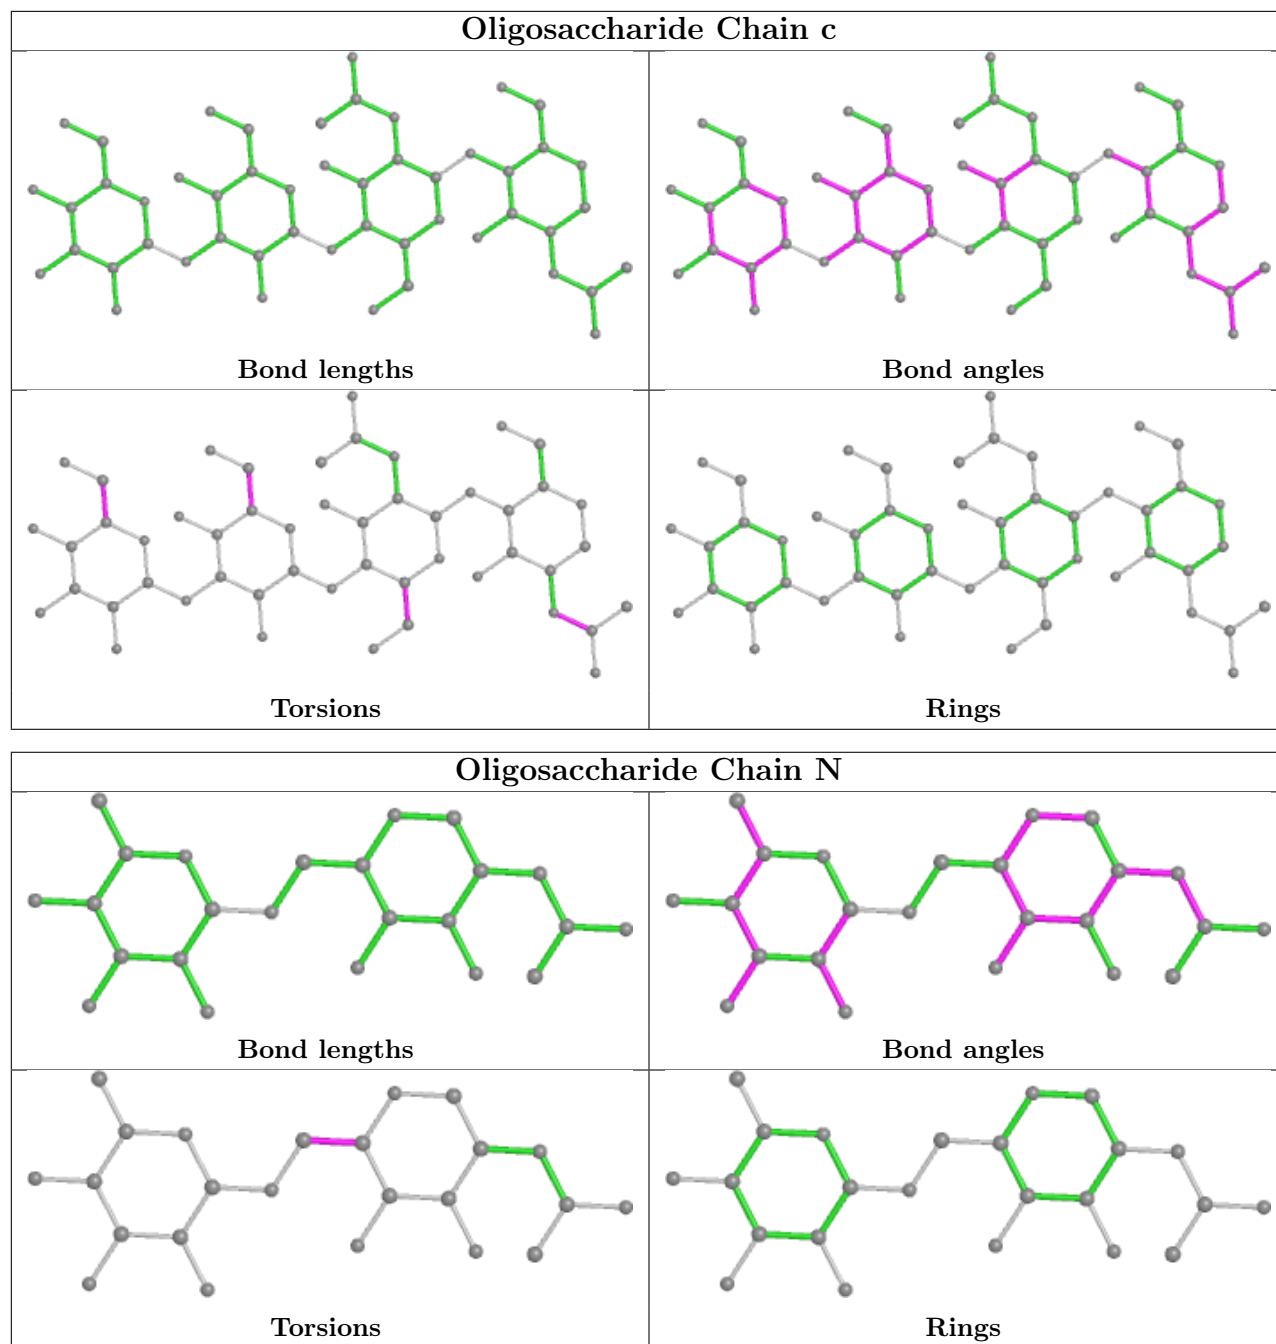 Oligosaccharide Chain c
Bond lengths
Bond angles
Torsions
Rings
Oligosaccharide Chain N
Bond lengths
Bond angles
Torsions
Rings